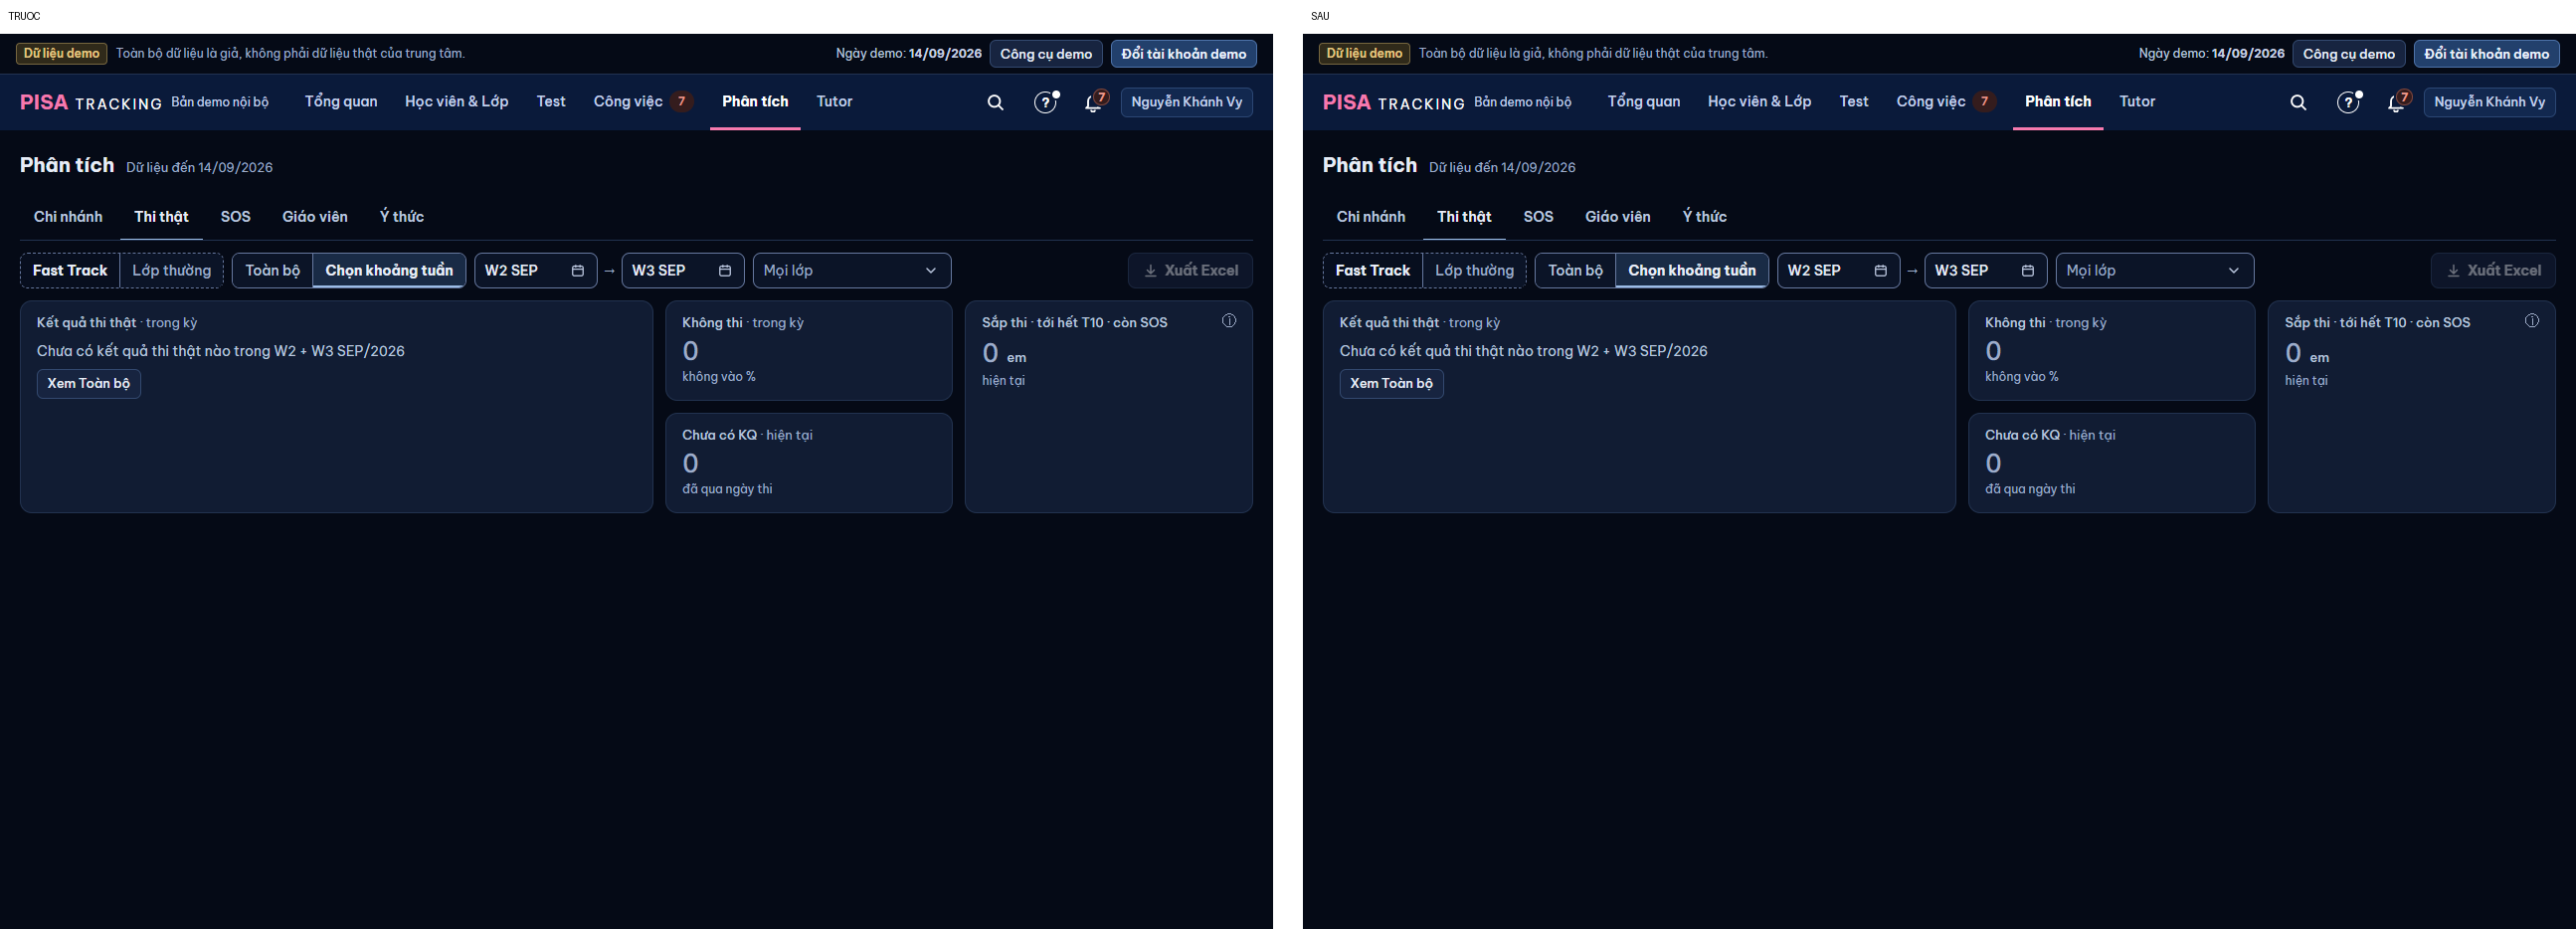 TRUOC
Dữ liệu demo Toàn bộ dữ liệu là giả, không phải dữ liệu thật của trung tâm. Ngày demo: 14/09/2026 Công cụ demo Đổi tài khoản demo
PISA TRACKING Bản demo nội bộ Tổng quan Học viên & Lớp Test Công việc 7 Phân tích Tutor ? 7 Nguyễn Khánh Vy
Phân tích Dữ liệu đến 14/09/2026
Chi nhánh Thi thật SOS Giáo viên Ý thức
Fast Track Lớp thường Toàn bộ Chọn khoảng tuần W2 SEP → W3 SEP Mọi lớp Xuất Excel
Kết quả thi thật · trong kỳ
Chưa có kết quả thi thật nào trong W2 + W3 SEP/2026
Xem Toàn bộ
Không thi · trong kỳ
0
không vào %
Chưa có KQ · hiện tại
0
đã qua ngày thi
Sắp thi · tới hết T10 · còn SOS
0 em
hiện tại
SAU
Dữ liệu demo Toàn bộ dữ liệu là giả, không phải dữ liệu thật của trung tâm. Ngày demo: 14/09/2026 Công cụ demo Đổi tài khoản demo
PISA TRACKING Bản demo nội bộ Tổng quan Học viên & Lớp Test Công việc 7 Phân tích Tutor ? 7 Nguyễn Khánh Vy
Phân tích Dữ liệu đến 14/09/2026
Chi nhánh Thi thật SOS Giáo viên Ý thức
Fast Track Lớp thường Toàn bộ Chọn khoảng tuần W2 SEP → W3 SEP Mọi lớp Xuất Excel
Kết quả thi thật · trong kỳ
Chưa có kết quả thi thật nào trong W2 + W3 SEP/2026
Xem Toàn bộ
Không thi · trong kỳ
0
không vào %
Chưa có KQ · hiện tại
0
đã qua ngày thi
Sắp thi · tới hết T10 · còn SOS
0 em
hiện tại